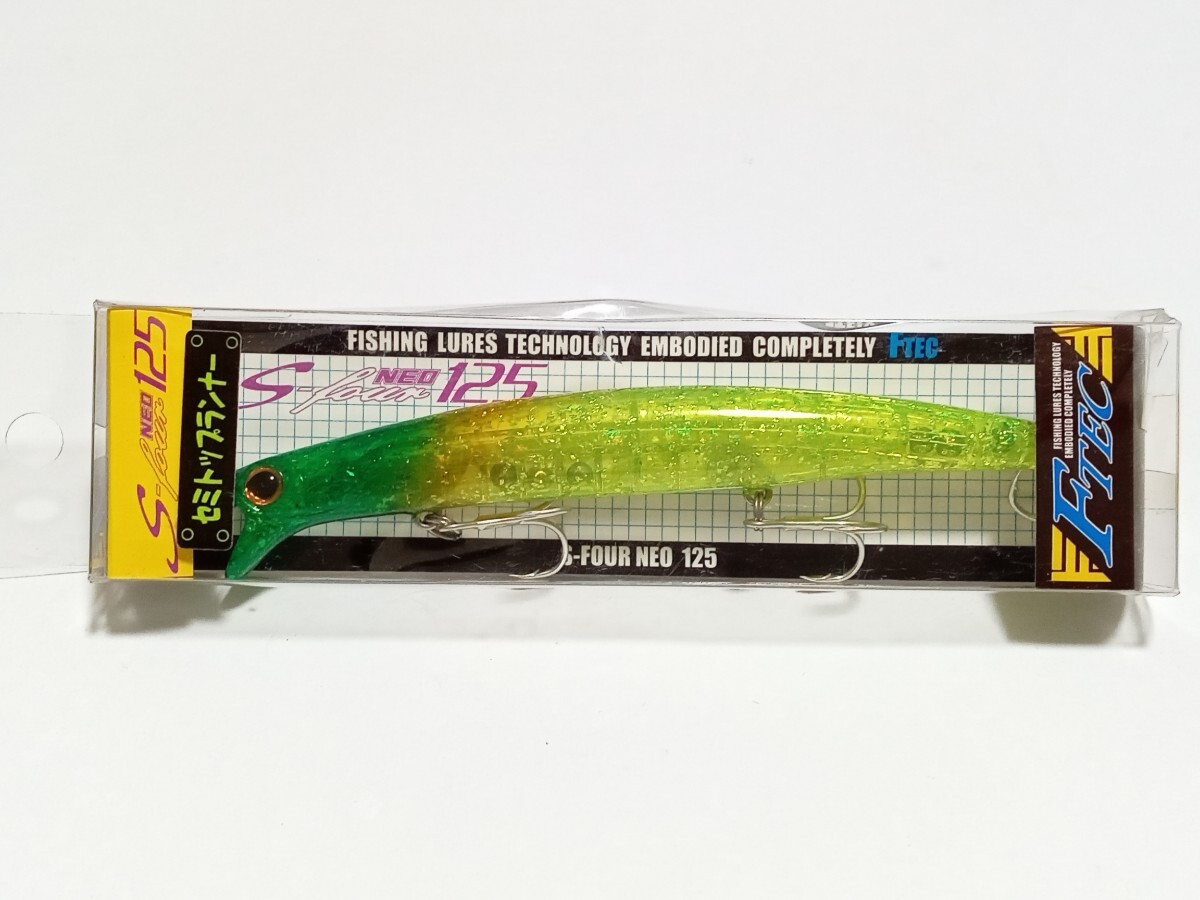 FISHING LURES TECHNOLOGY EMBODIED COMPLETELY FTEC
S-four NEO 125
S-four NEO 125
セミトップランナー
S-FOUR NEO 125
FISHING LURES TECHNOLOGY
EMBODIED COMPLETELY
FTEC